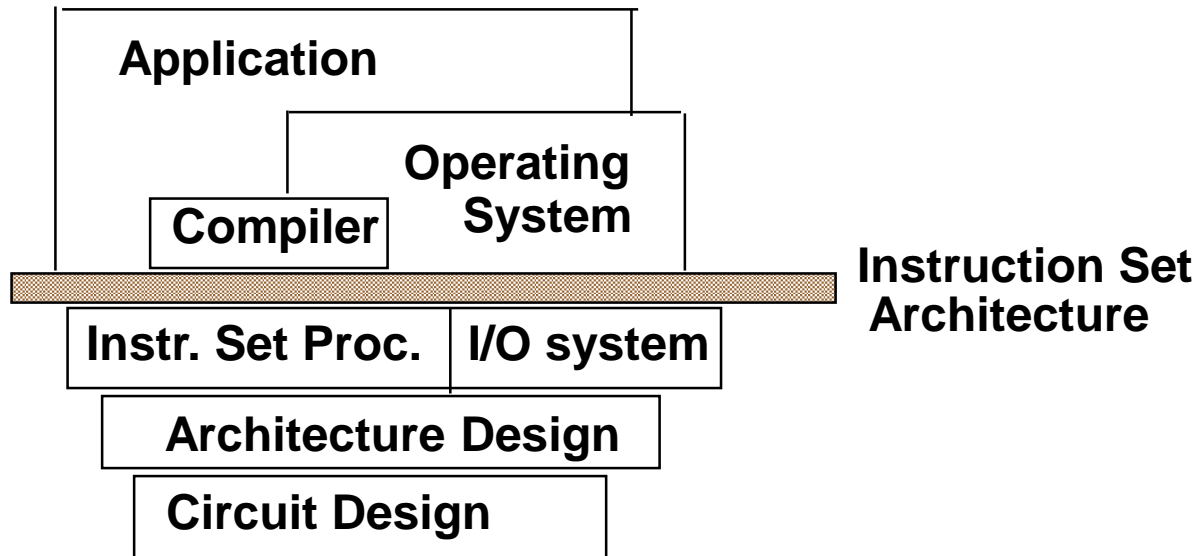 Application
Operating
System
Compiler
Instruction Set
Architecture
Instr. Set Proc.
I/O system
Architecture Design
Circuit Design